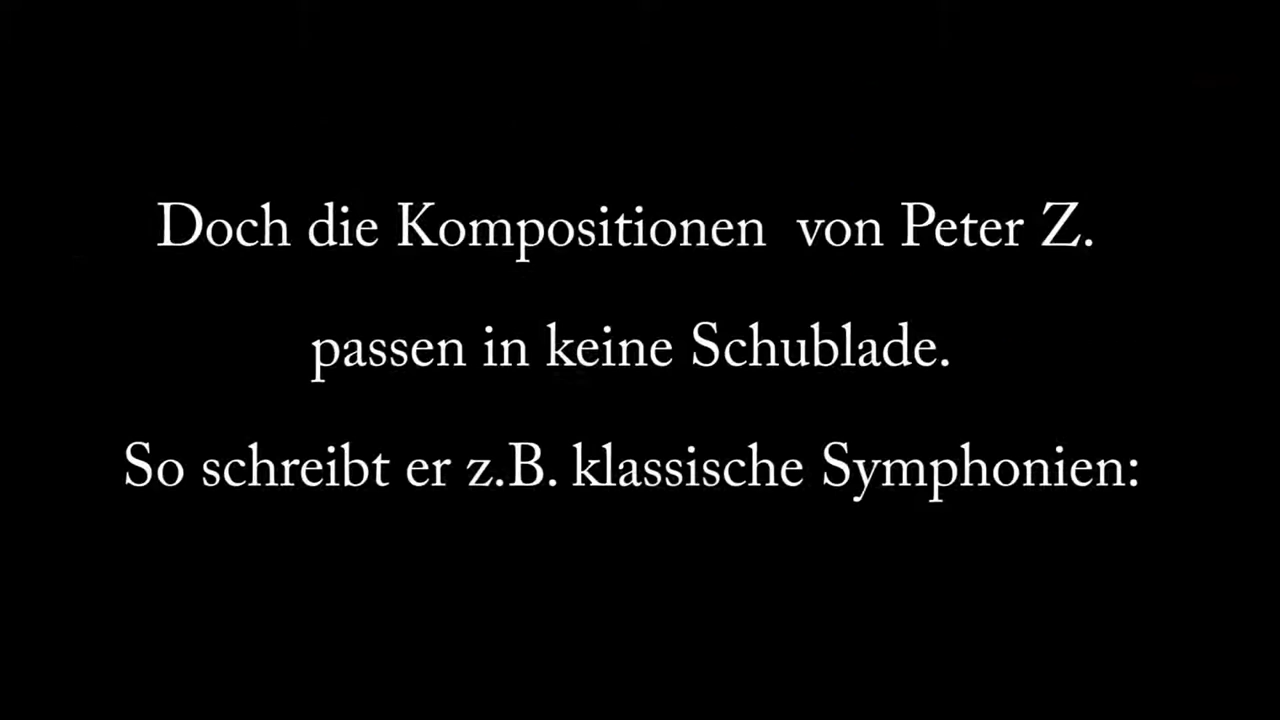 Doch die Kompositionen von Peter Z.
passen in keine Schublade.
So schreibt er z.B. klassische Symphonien: